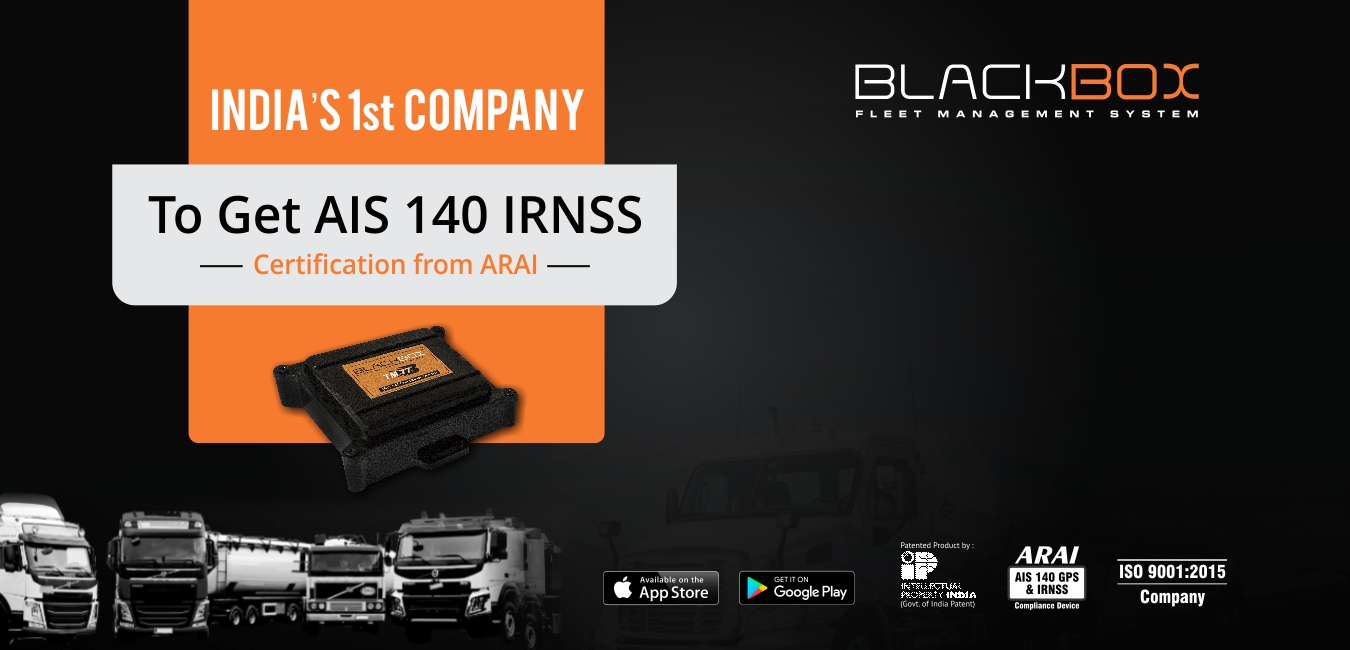 INDIA'S 1st COMPANY
To Get AIS 140 IRNSS
Certification from ARAI
BLACKBOX
FLEET MANAGEMENT SYSTEM
BLACKBOX
Available on the
App Store
GET IT ON
Google Play
Patented Product by :
iP
INTELLECTUAL
PROPERTY INDIA
(Govt. of India Patent)
ARAI
AIS 140 GPS
& IRNSS
Compliance Device
ISO 9001:2015
Company